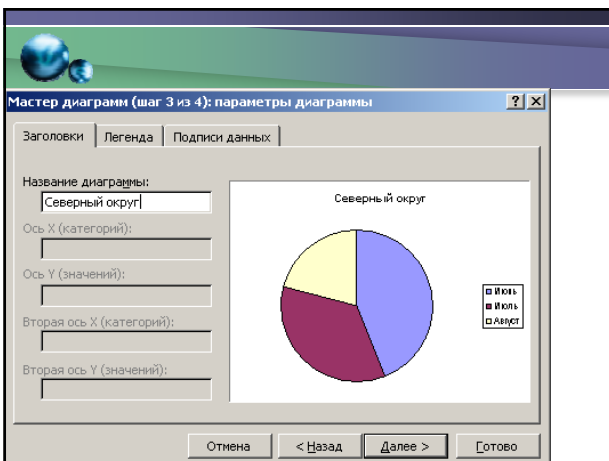 Мастер диаграмм (шаг 3 из 4): параметры диаграммы
Заголовки Легенда Подписи данных
Название диаграммы:
Северный округ
Ось X (категорий):
Ось Y (значений):
Вторая ось X (категорий):
Вторая ось Y (значений):
Северный округ
Июнь
Июль
Август
Отмена < Назад Далее > Готово